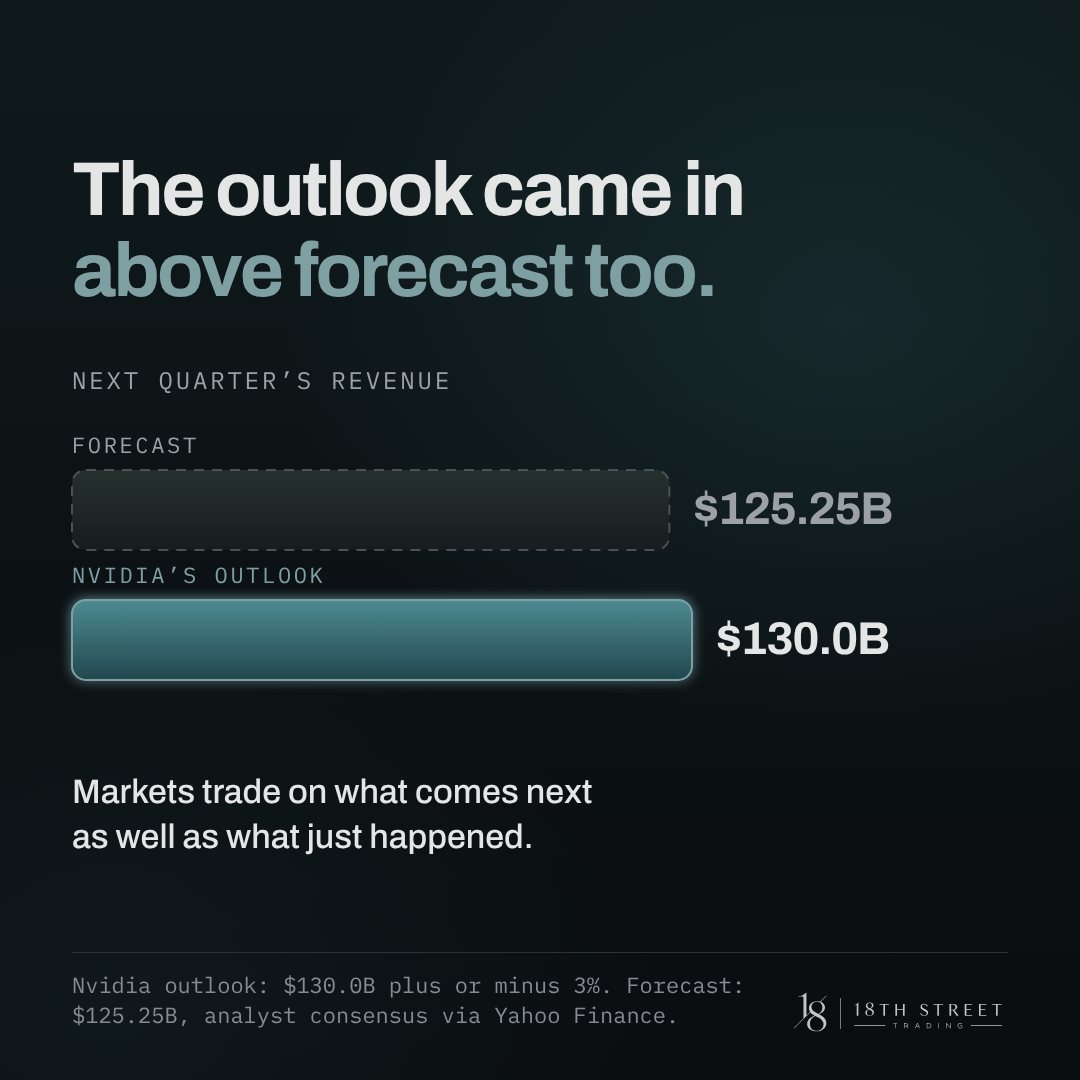 The outlook came in
above forecast too.
NEXT QUARTER’S REVENUE
FORECAST
$125.25B
NVIDIA’S OUTLOOK
$130.0B
Markets trade on what comes next
as well as what just happened.
Nvidia outlook: $130.0B plus or minus 3%. Forecast:
$125.25B, analyst consensus via Yahoo Finance.
18
18TH STREET
TRADING